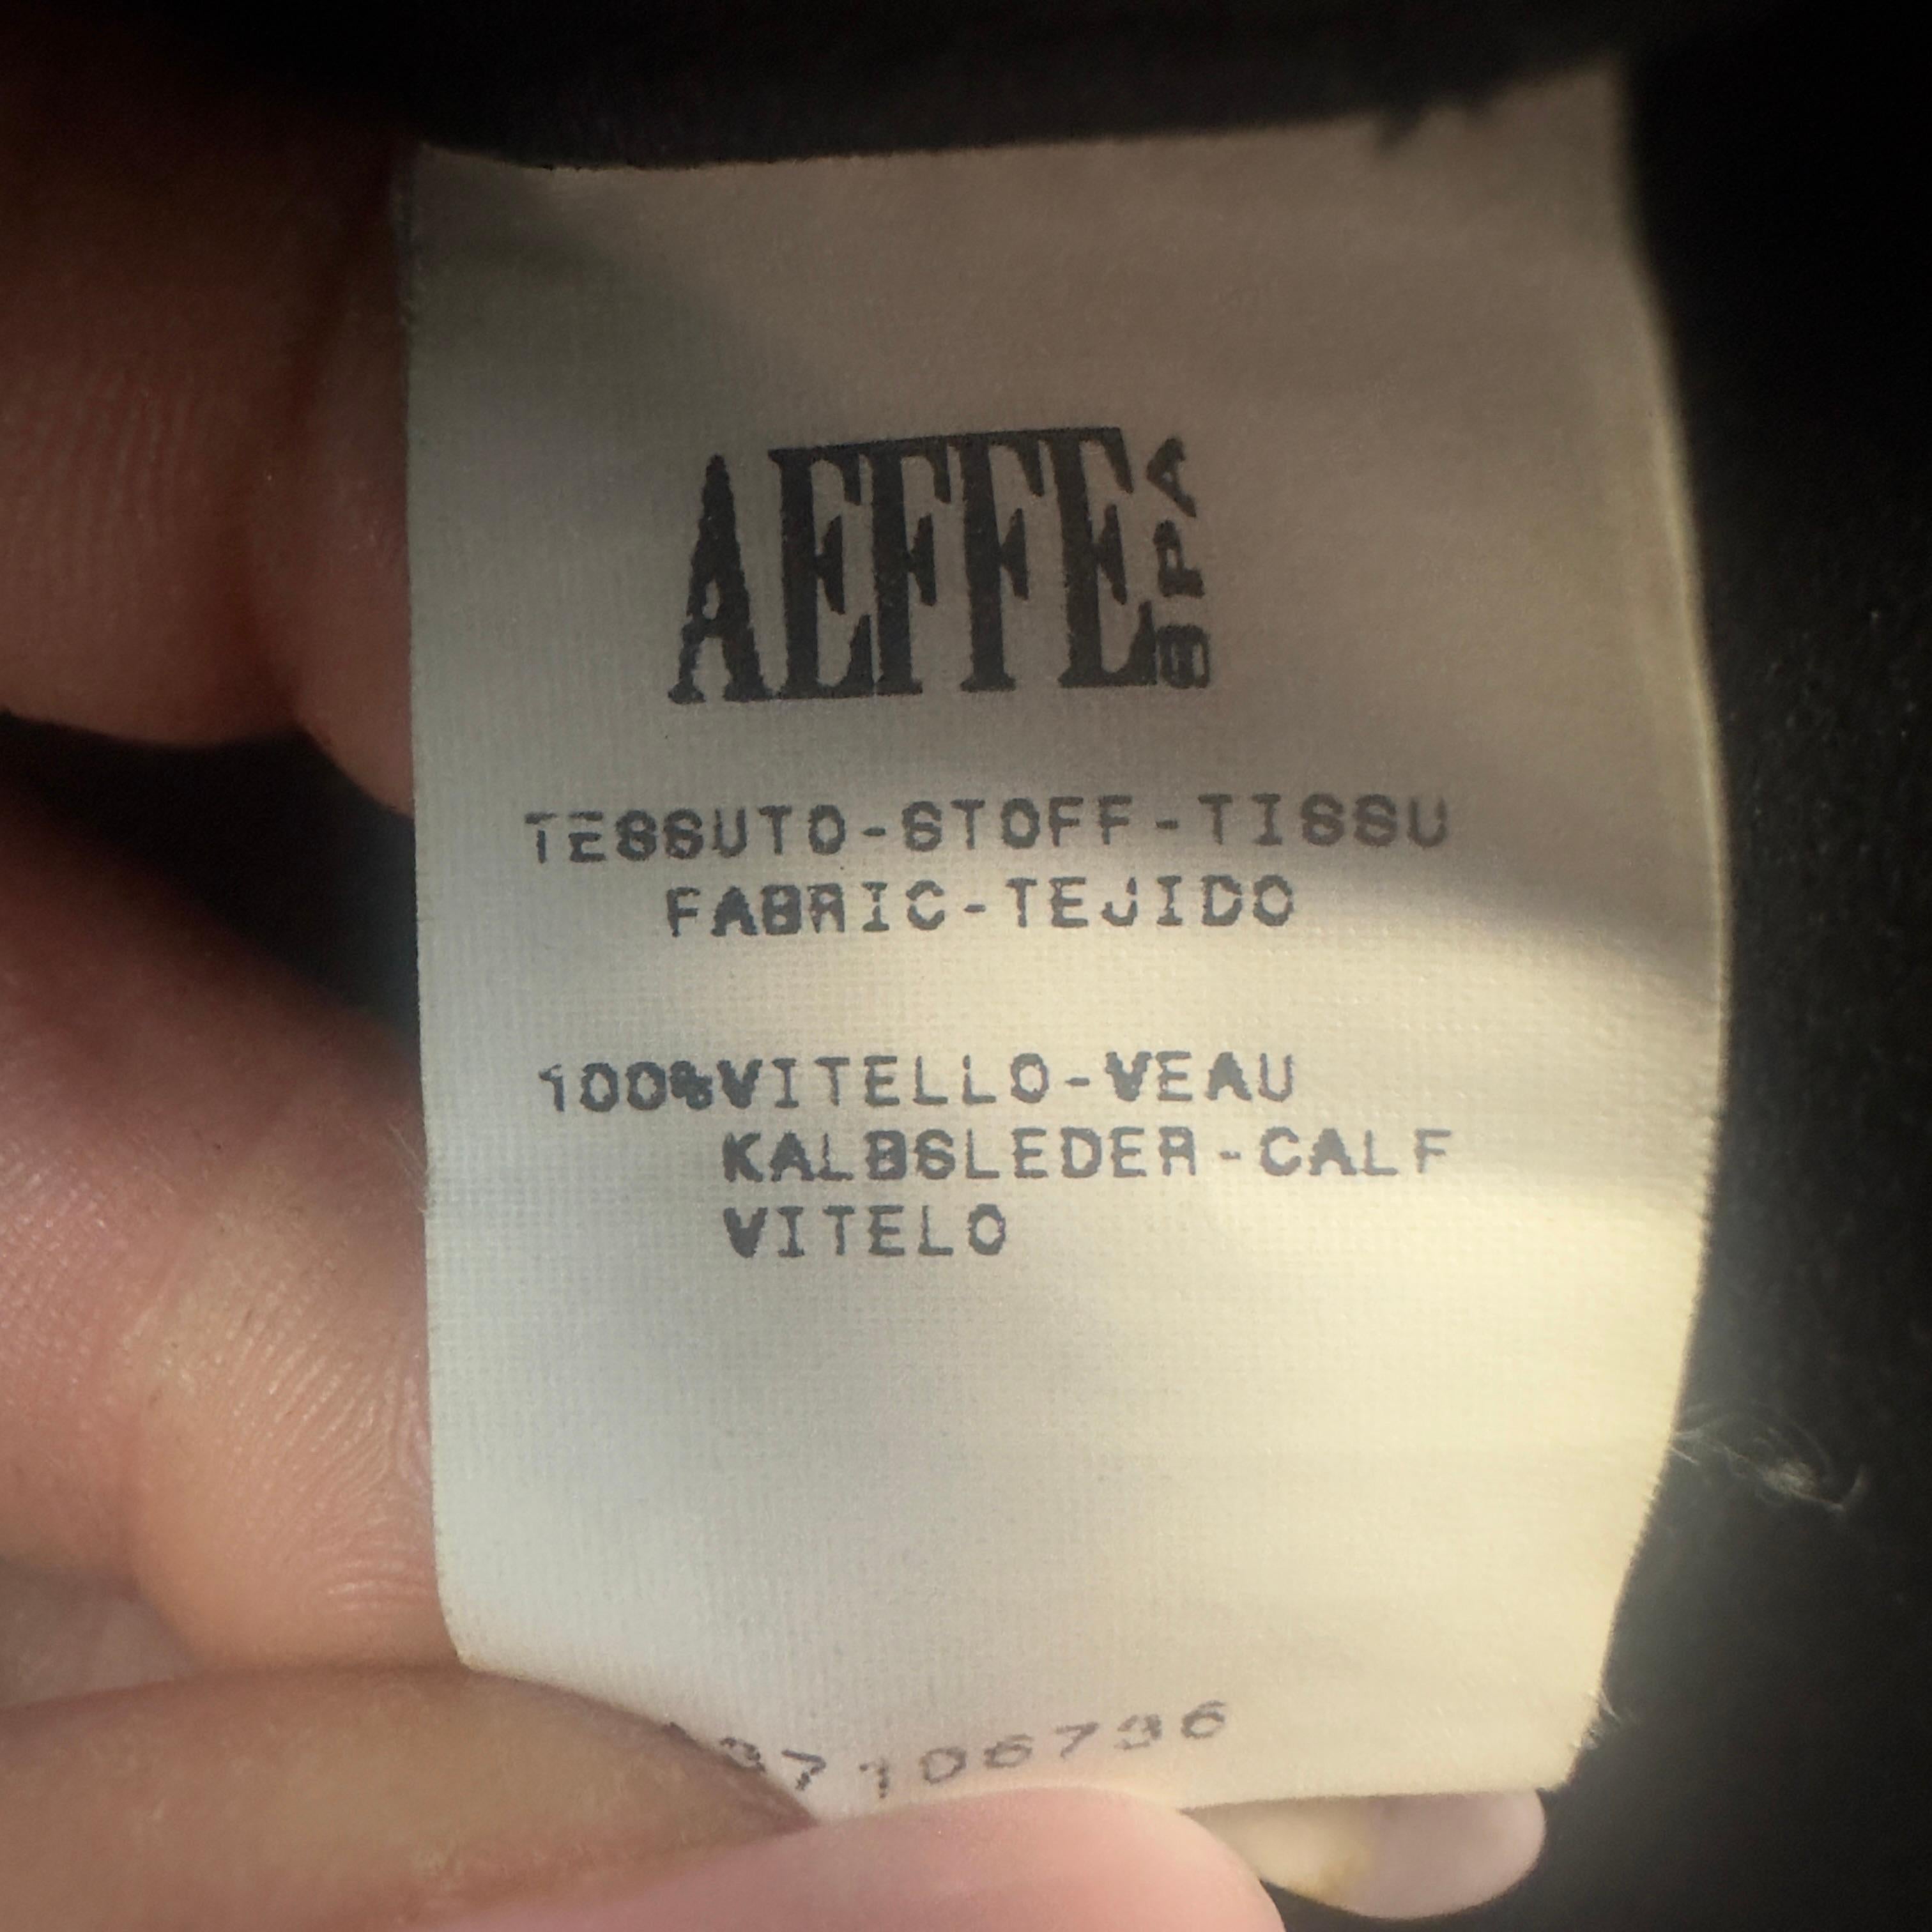 AEFFE SPA
TESSUTO-STOFF-TISSU
FABRIC-TEJIDO
100%VITELLO-VEAU
KALBSLEDER-CALF
VITELO